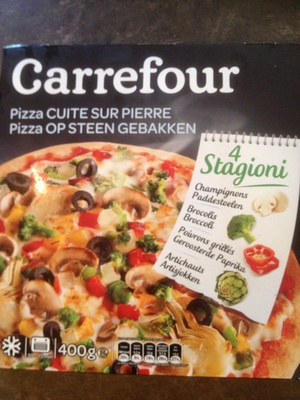 Carrefour
Pizza CUITE SUR PIERRE
Pizza OP STEEN GEBAKKEN
4
Stagioni
Champignons
Paddestoelen
Brocolis
Broccoli
Poivrons grillés
Geroosterde Paprika
Artichauts
Artisjokken
400g